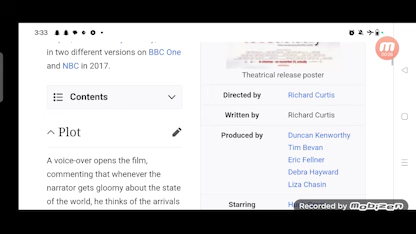 3:33
in two different versions on BBC One
and NBC in 2017.
Contents
Plot
A voice-over opens the film,
commenting that whenever the
narrator gets gloomy about the state
of the world, he thinks of the arrivals
Theatrical release poster
Directed by Richard Curtis
Written by Richard Curtis
Produced by Duncan Kenworthy
Tim Bevan
Eric Fellner
Debra Hayward
Liza Chasin
Starring
Recorded by Mobizen